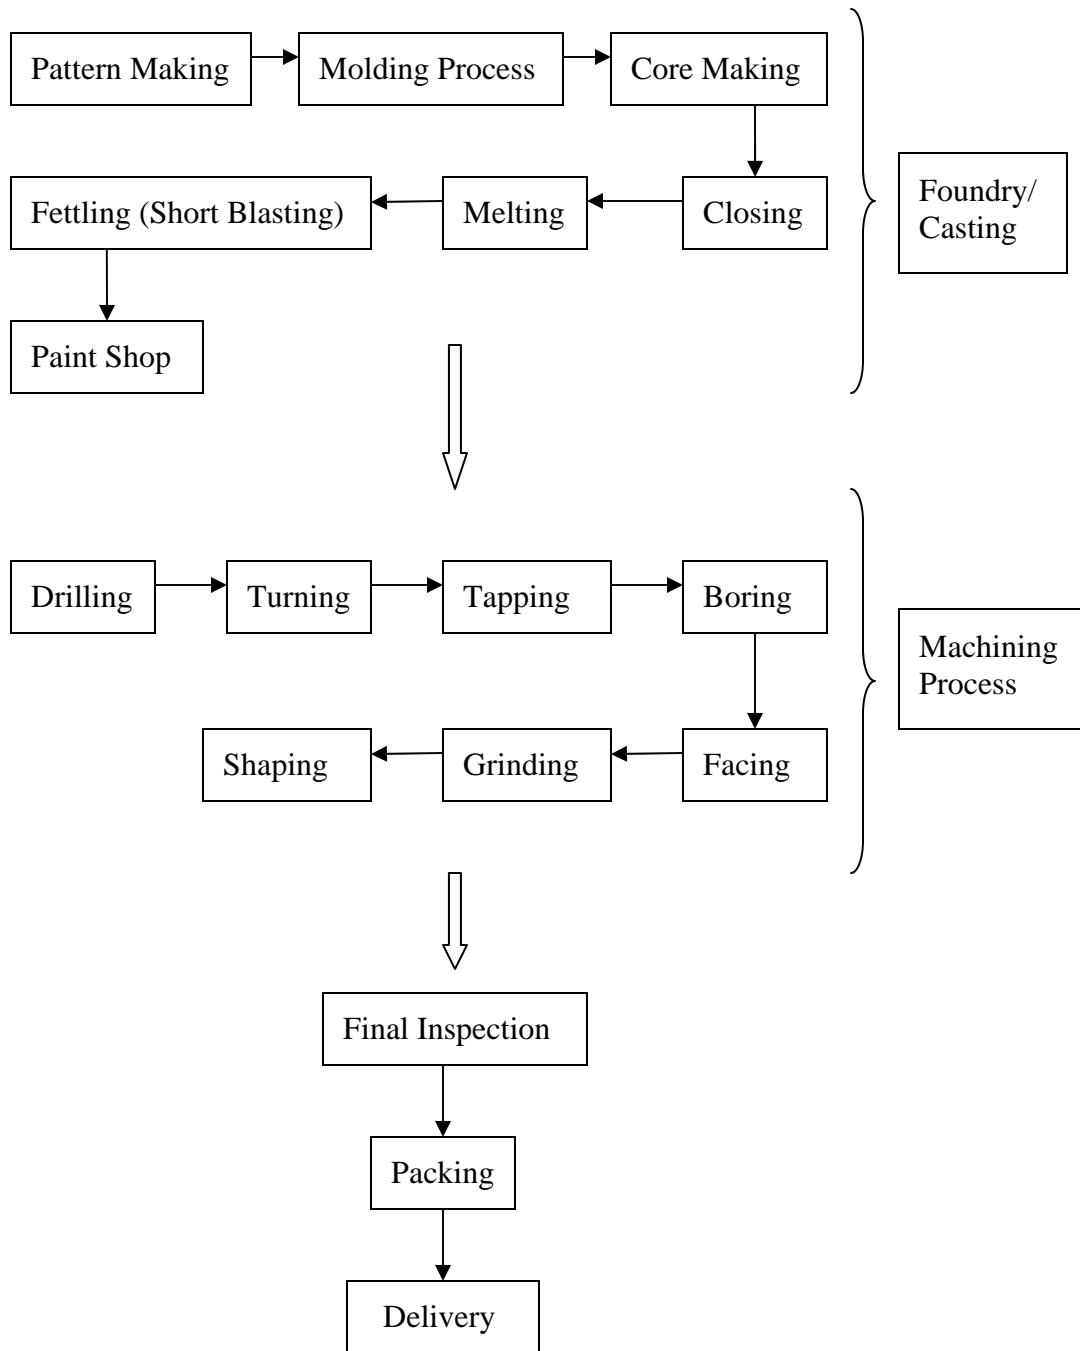 Pattern Making
Molding Process
Core Making
Foundry/
Casting
Fettling (Short Blasting)
Melting
Closing
Paint Shop
Drilling
Turning
Tapping
Boring
Machining
Process
Shaping
Grinding
Facing
Final Inspection
Packing
Delivery